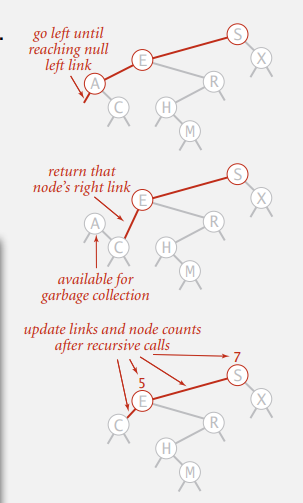 go left until
reaching null
left link
S
E
X
A
R
C
H
M
return that
node's right link
S
E
X
A
R
C
H
M
available for
garbage collection
update links and node counts
after recursive calls
7
5
S
E
X
C
R
H
M